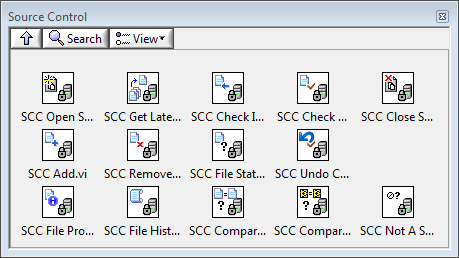 Source Control
Search View
SCC Open S... SCC Get Late... SCC Check I... SCC Check ... SCC Close S...
SCC Add.vi SCC Remove... SCC File Stat... SCC Undo C...
SCC File Pro... SCC File Hist... SCC Compar... SCC Compar... SCC Not A S...